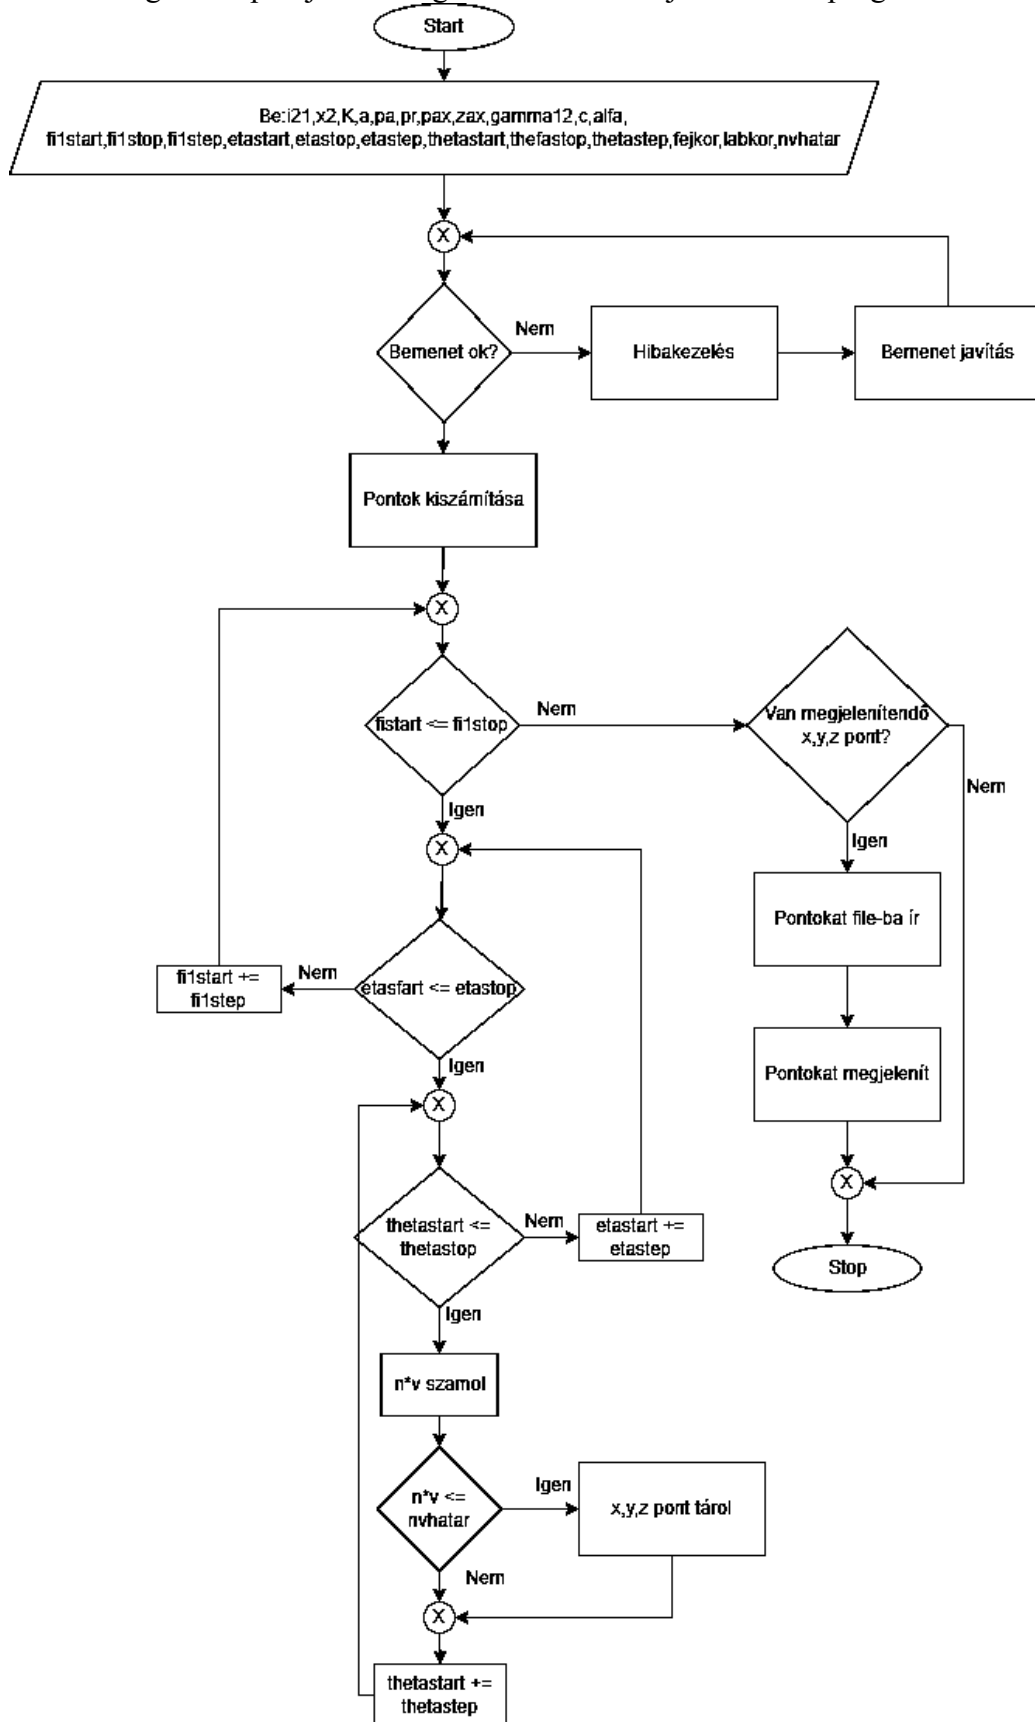 Start
Be:i21,x2,K,a,pa,pr,pax,zax,gamma12,c,alfa,
fi1start,fi1stop,fi1step,etastart,etastop,etastep,thetastart,thefastop,thetastep,fejkor,labkor,nvhatar
X
Bemenet ok?
Nem
Hibakezelés
Bemenet javítás
Pontok kiszámítása
X
fistart <= fi1stop
Nem
Van megjelenítendő
x,y,z pont?
Nem
Igen
Igen
X
Pontokat file-ba ír
etasfart <= etastop
Nem
fi1start +=
fi1step
Igen
Pontokat megjelenít
X
X
thetastart <=
thetastop
Nem
etastart +=
etastep
Stop
Igen
n*v szamol
n*v <=
nvhatar
Igen
x,y,z pont tárol
Nem
X
thetastart +=
thetastep